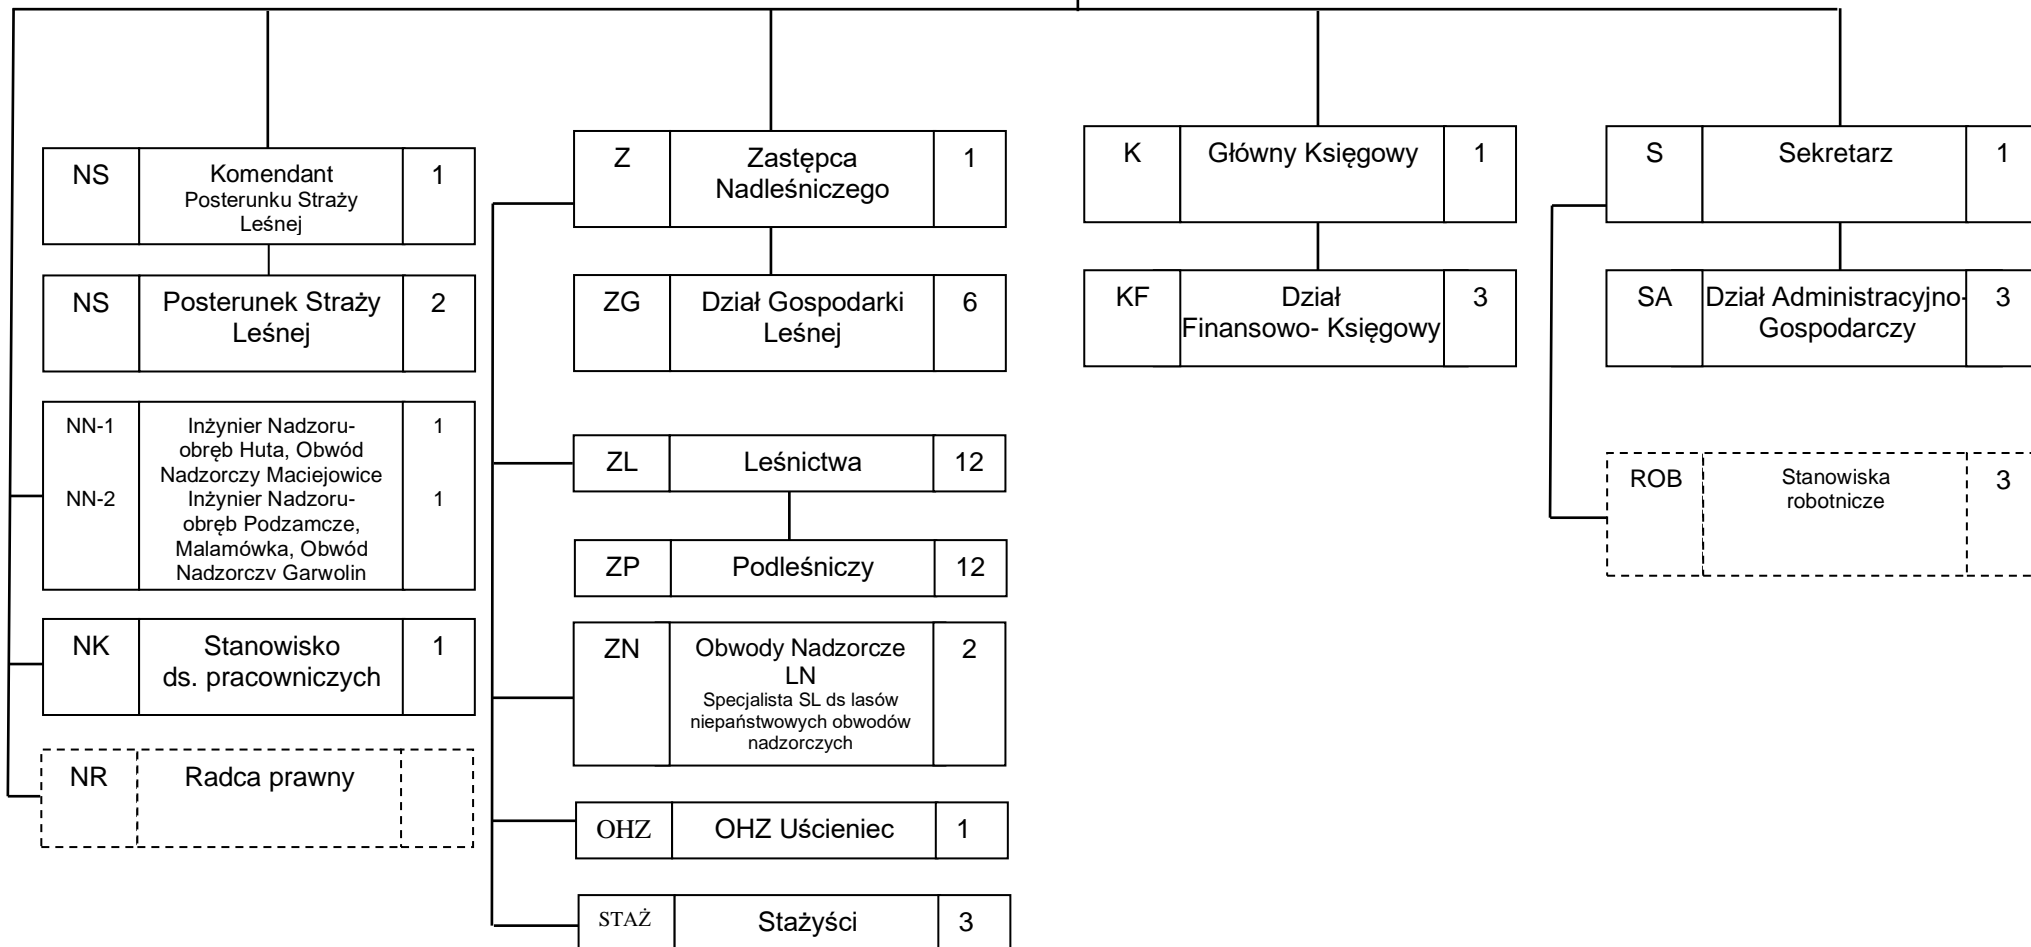 NS
Komendant
Posterunku Straży
Leśnej
1
NS
Posterunek Straży
Leśnej
2
NN-1
Inżynier Nadzoru-
obręb Huta, Obwód
Nadzorczy Maciejowice
1
NN-2
Inżynier Nadzoru-
obręb Podzamcze,
Malamówka, Obwód
Nadzorczy Garwolin
1
NK
Stanowisko
ds. pracowniczych
1
NR
Radca prawny
Z
Zastępca
Nadleśniczego
1
ZG
Dział Gospodarki
Leśnej
6
ZL
Leśnictwa
12
ZP
Podleśniczy
12
ZN
Obwody Nadzorcze
LN
Specjalista SL ds lasów
niepaństwowych obwodów
nadzorczych
2
OHZ
OHZ Uścieniec
1
STAŻ
Stażyści
3
K
Główny Księgowy
1
KF
Dział
Finansowo- Księgowy
3
S
Sekretarz
1
SA
Dział Administracyjno-
Gospodarczy
3
ROB
Stanowiska
robotnicze
3